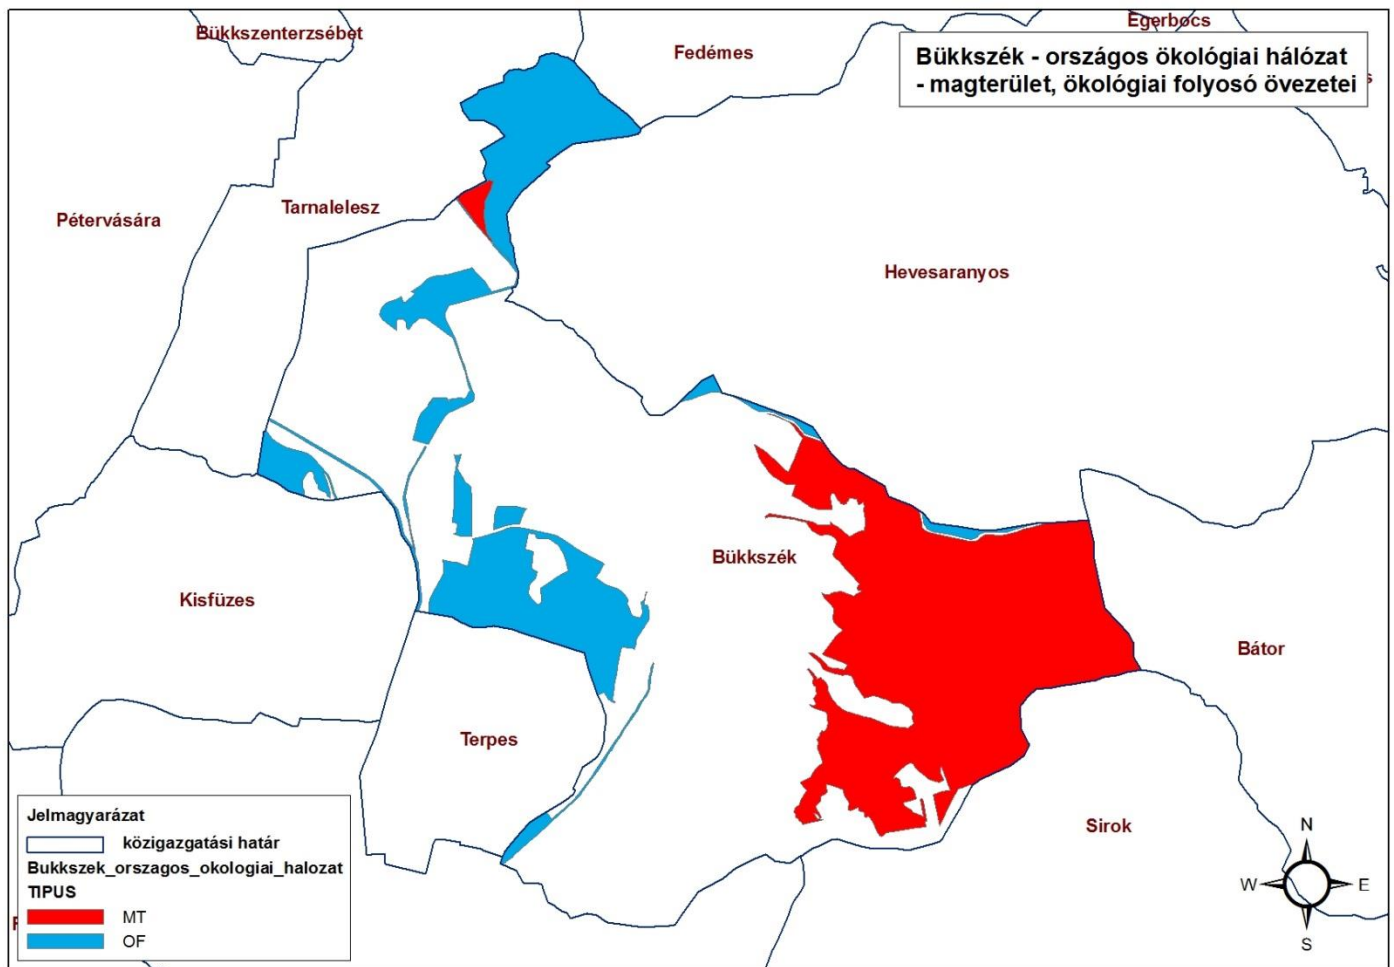 Bükkszenterzsébet
Fedémes
Egerbocs
Bükkszék - országos ökológiai hálózat
- magterület, ökológiai folyosó övezetei
Pétervására
Tarnalelesz
Hevesaranyos
Bükkszék
Kisfüzes
Bátor
Terpes
Sirok
Jelmagyarázat
közigazgatási határ
Bukkszek_orszagos_okologiai_halozat
TIPUS
MT
OF
N
W
E
S